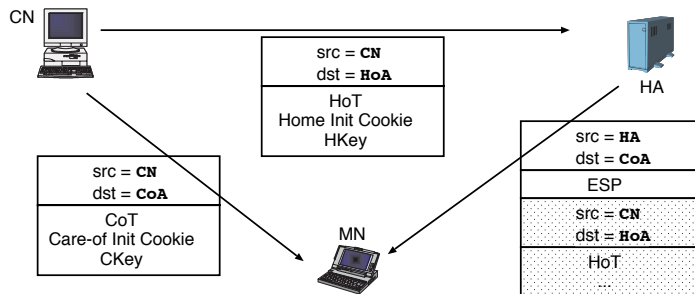 CN
src = CN
dst = HoA
HoT
Home Init Cookie
HKey
HA
src = HA
dst = CoA
ESP
src = CN
dst = HoA
HoT
...
src = CN
dst = CoA
CoT
Care-of Init Cookie
CKey
MN